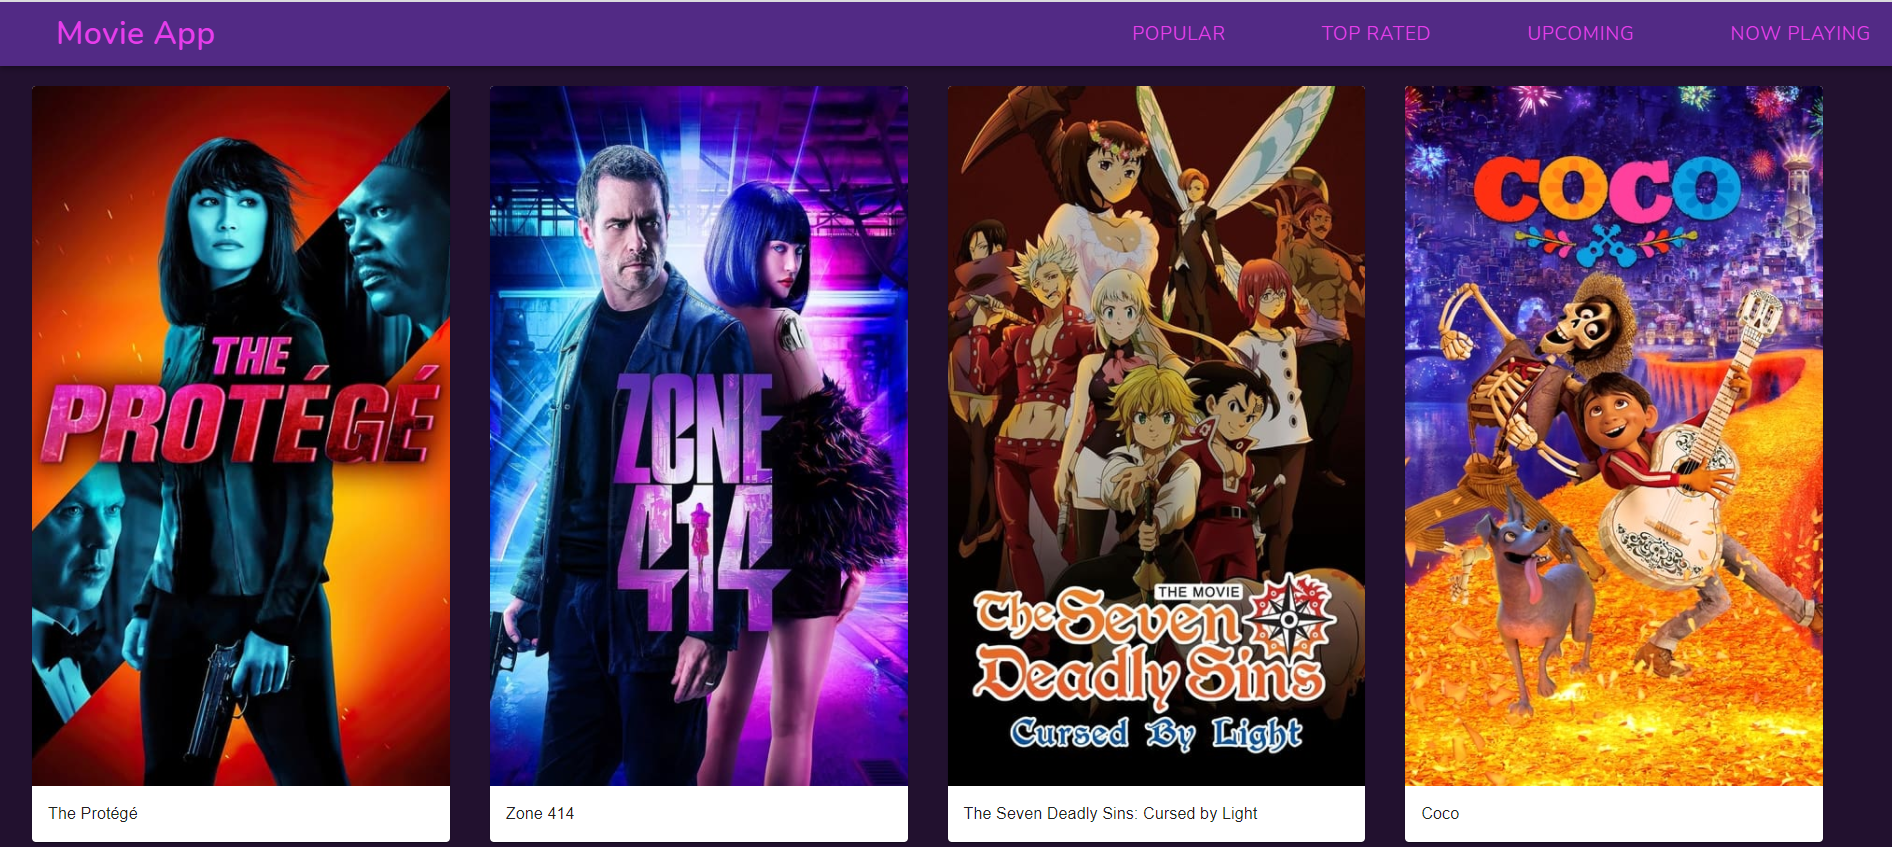 Movie App
POPULAR
TOP RATED
UPCOMING
NOW PLAYING
THE
PROTÉGÉ
ZONE
414
THE MOVIE
The Seven
Deadly Sins
Cursed By Light
COCO
The Protégé
Zone 414
The Seven Deadly Sins: Cursed by Light
Coco